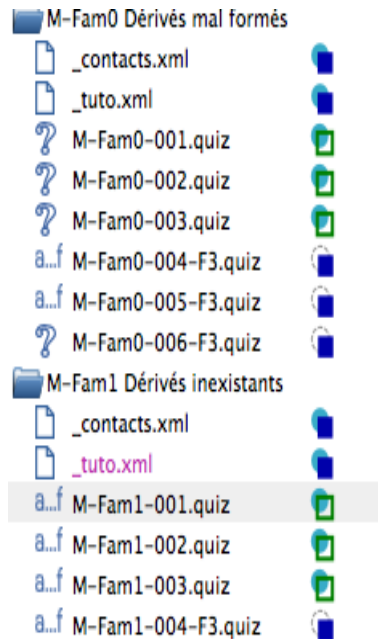 M-Fam0 Dérivés mal formés
_contacts.xml
_tuto.xml
M-Fam0-001.quiz
M-Fam0-002.quiz
M-Fam0-003.quiz
a...f M-Fam0-004-F3.quiz
a...f M-Fam0-005-F3.quiz
M-Fam0-006-F3.quiz
M-Fam1 Dérivés inexistants
_contacts.xml
_tuto.xml
a...f M-Fam1-001.quiz
a...f M-Fam1-002.quiz
a...f M-Fam1-003.quiz
a...f M-Fam1-004-F3.quiz